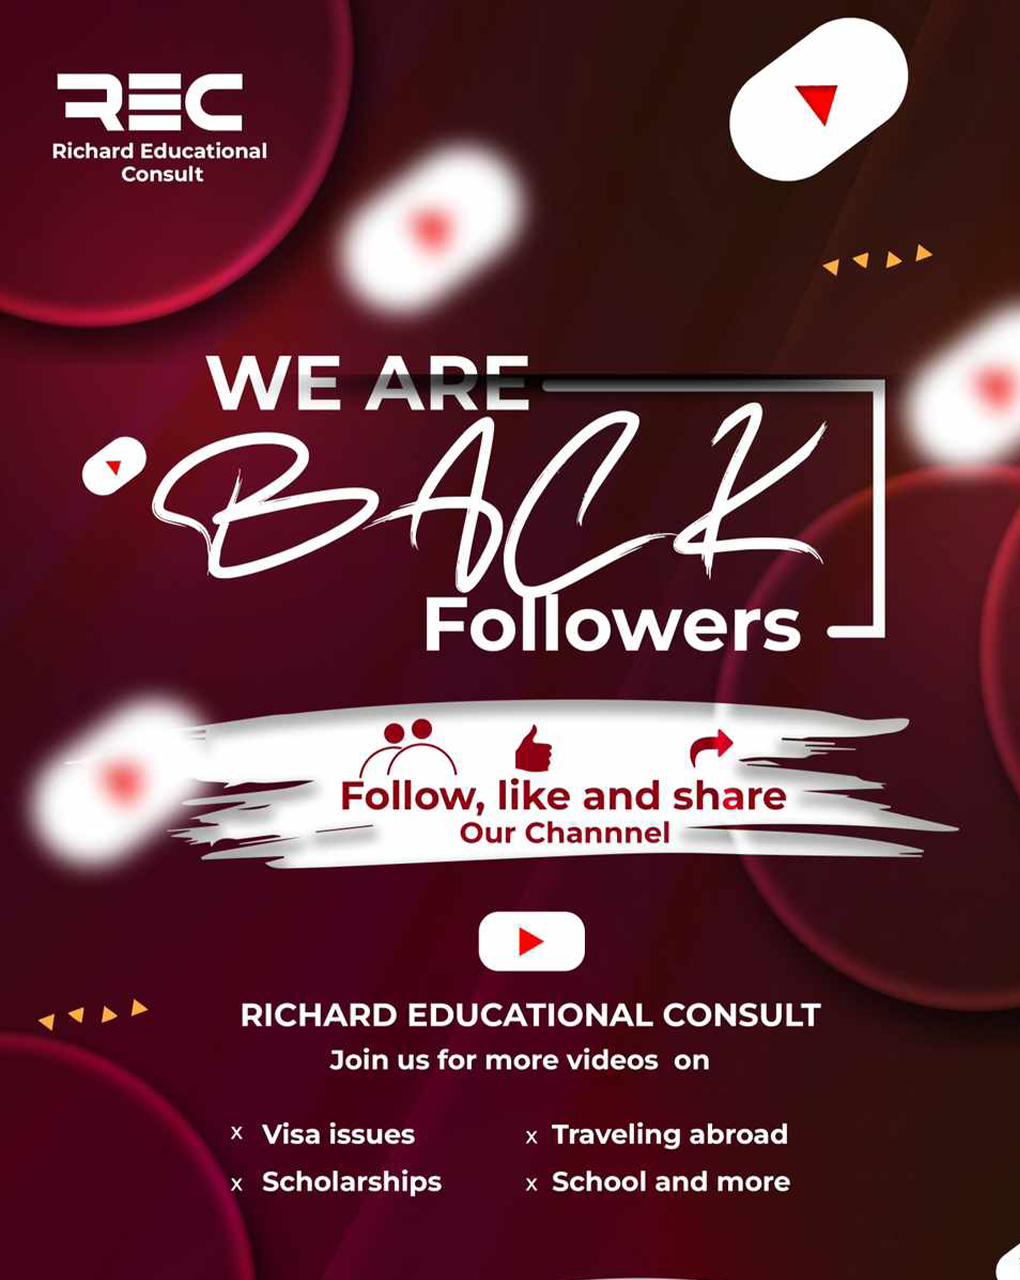 REC
Richard Educational
Consult
WE ARE
BACK
Followers
Follow, like and share
Our Channnel
RICHARD EDUCATIONAL CONSULT
Join us for more videos on
x Visa issues
x Traveling abroad
x Scholarships
x School and more